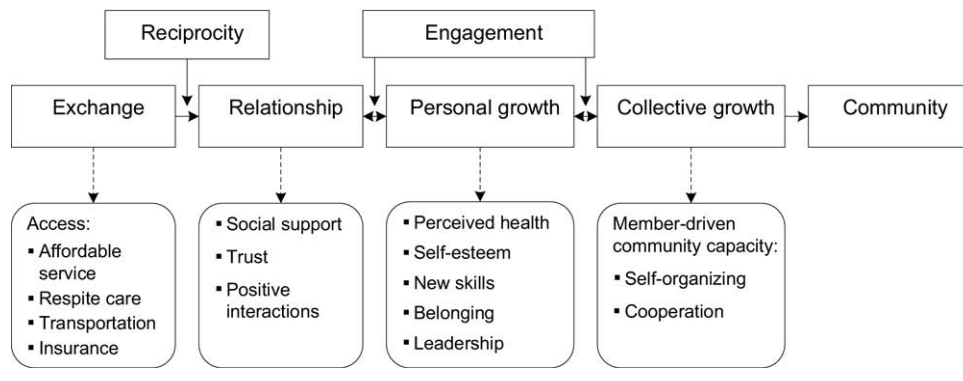 Reciprocity
Engagement
Exchange
Relationship
Personal growth
Collective growth
Community
Access:
▪ Affordable
service
▪ Respite care
▪ Transportation
▪ Insurance
▪ Social support
▪ Trust
▪ Positive
interactions
▪ Perceived health
▪ Self-esteem
▪ New skills
▪ Belonging
▪ Leadership
Member-driven
community capacity:
▪ Self-organizing
▪ Cooperation